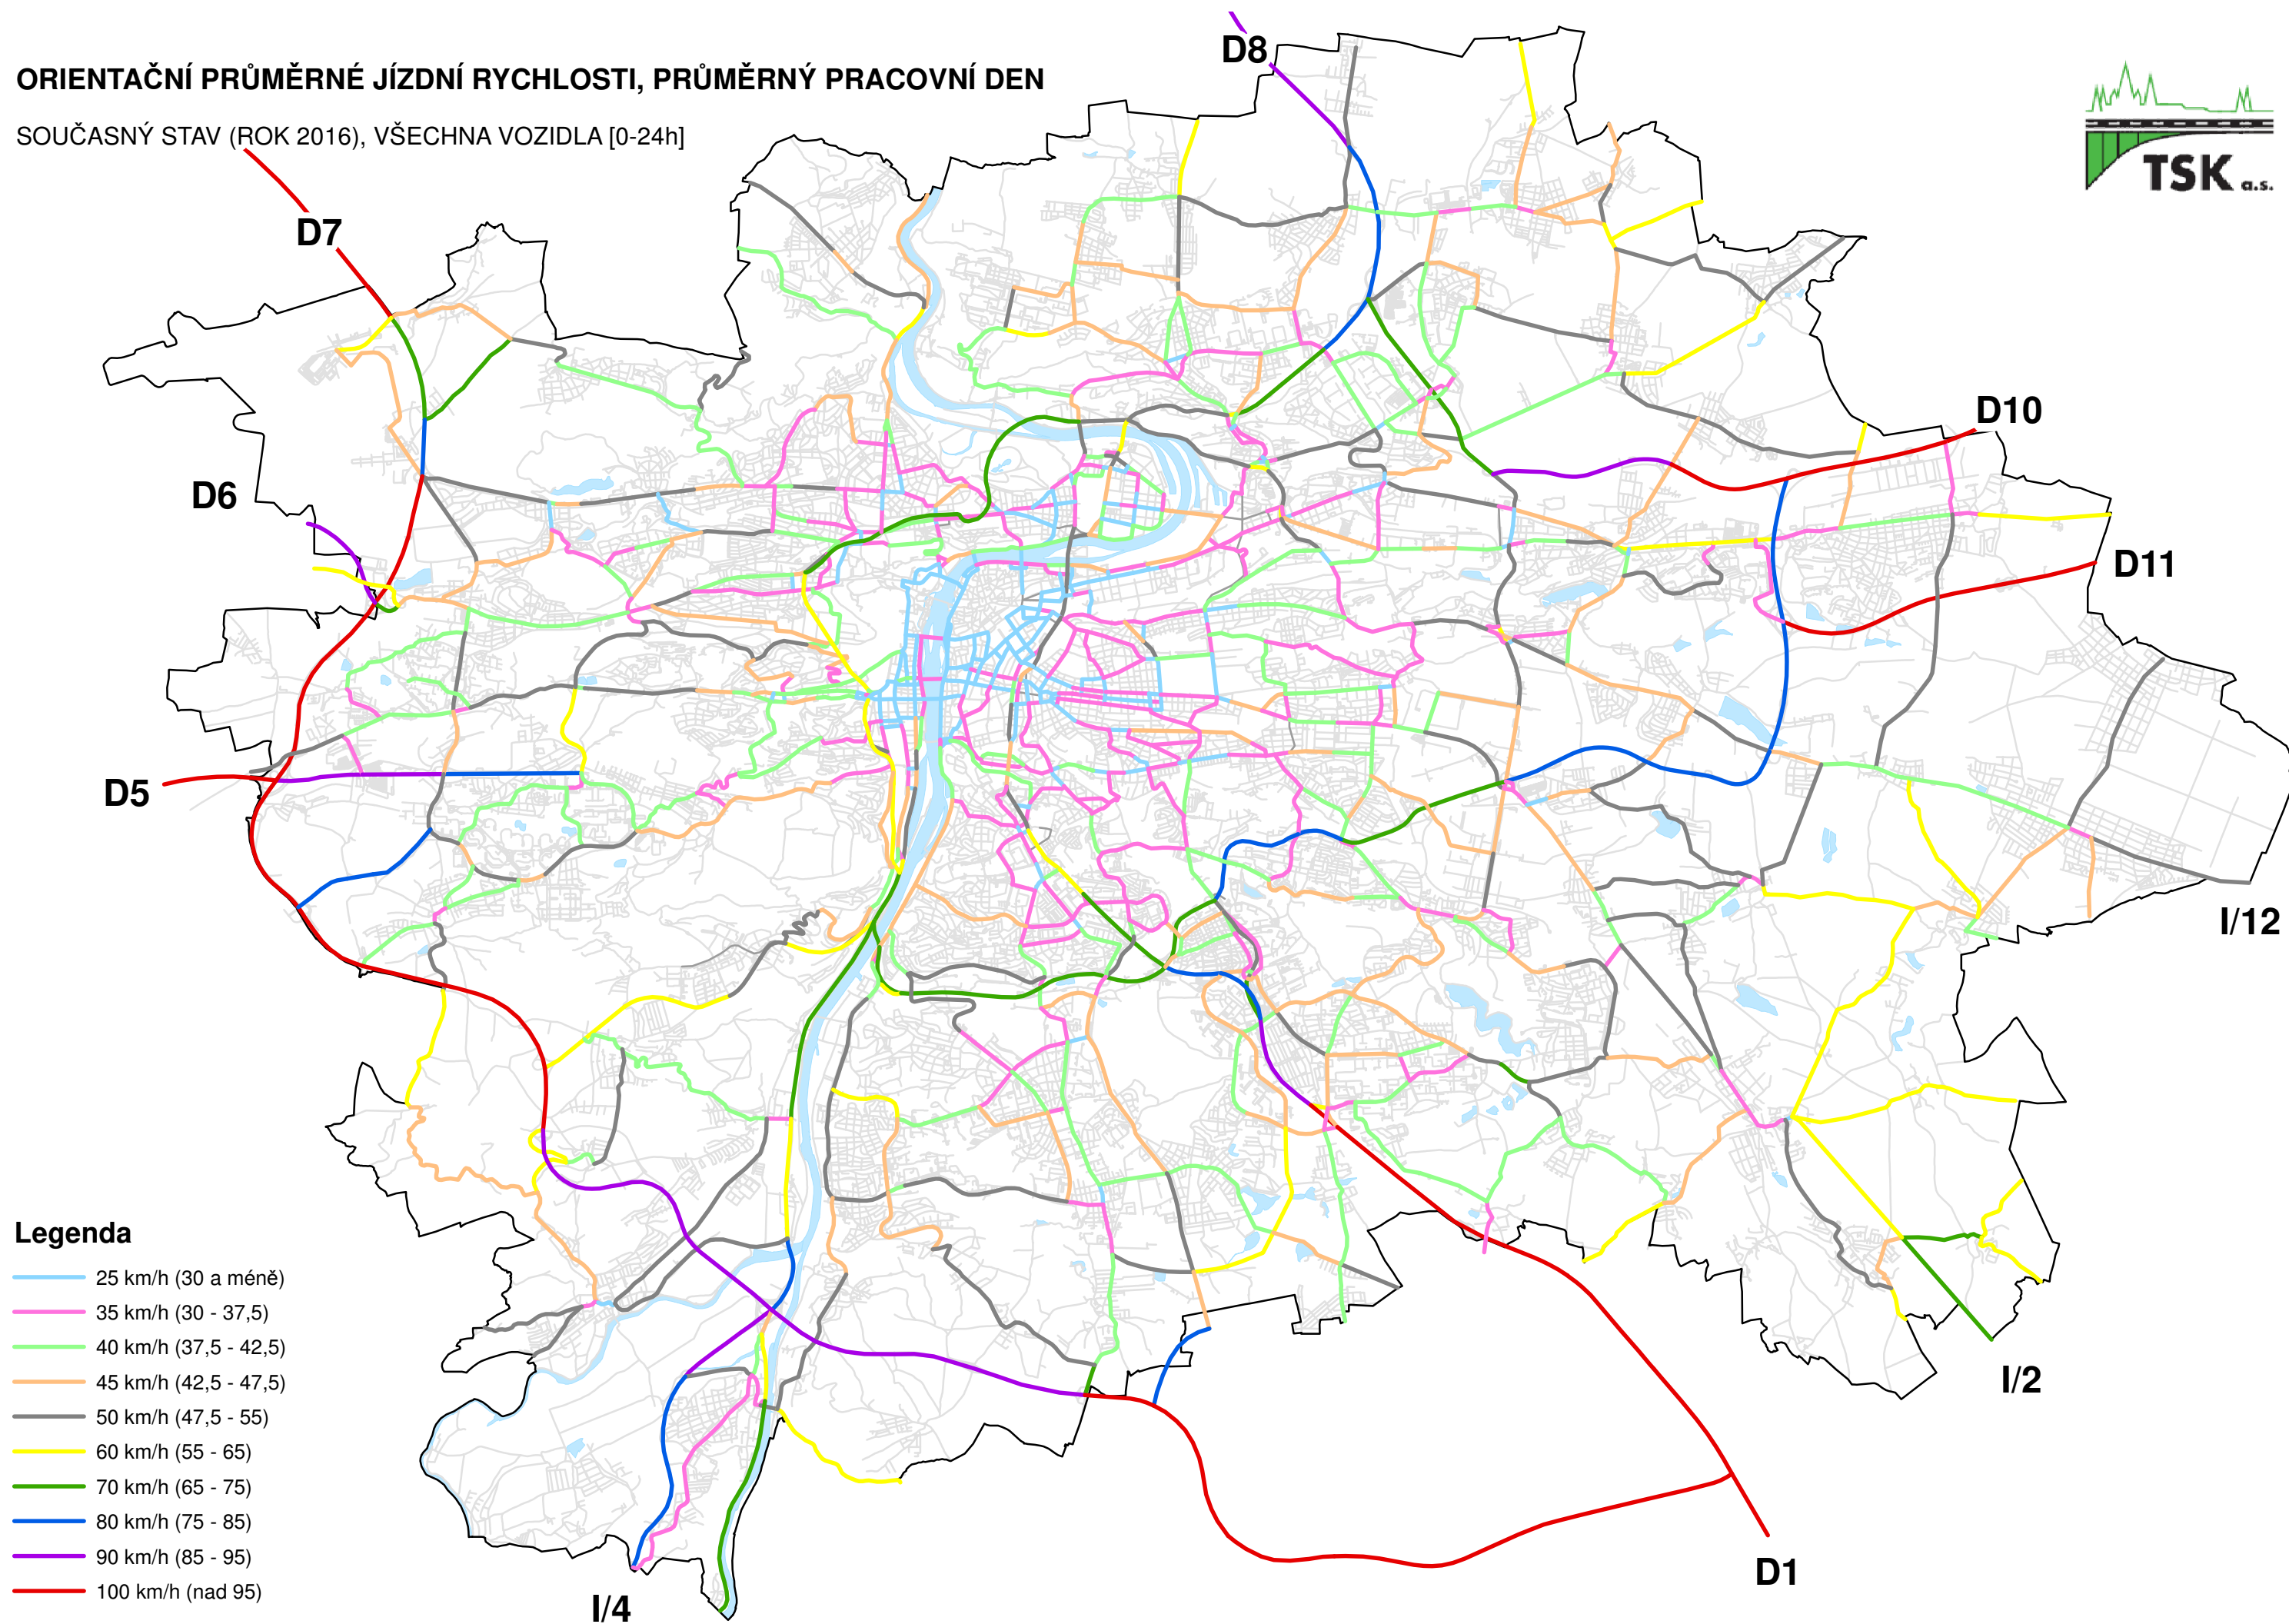 ORIENTAČNÍ PRŮMĚRNÉ JÍZDNÍ RYCHLOSTI, PRŮMĚRNÝ PRACOVNÍ DEN
SOUČASNÝ STAV (ROK 2016), VŠECHNA VOZIDLA [0-24h]
D8
TSK a.s.
D7
D10
D6
D11
D5
I/12
Legenda
25 km/h (30 a méně)
35 km/h (30 - 37,5)
40 km/h (37,5 - 42,5)
45 km/h (42,5 - 47,5)
50 km/h (47,5 - 55)
60 km/h (55 - 65)
70 km/h (65 - 75)
80 km/h (75 - 85)
90 km/h (85 - 95)
100 km/h (nad 95)
I/2
D1
I/4